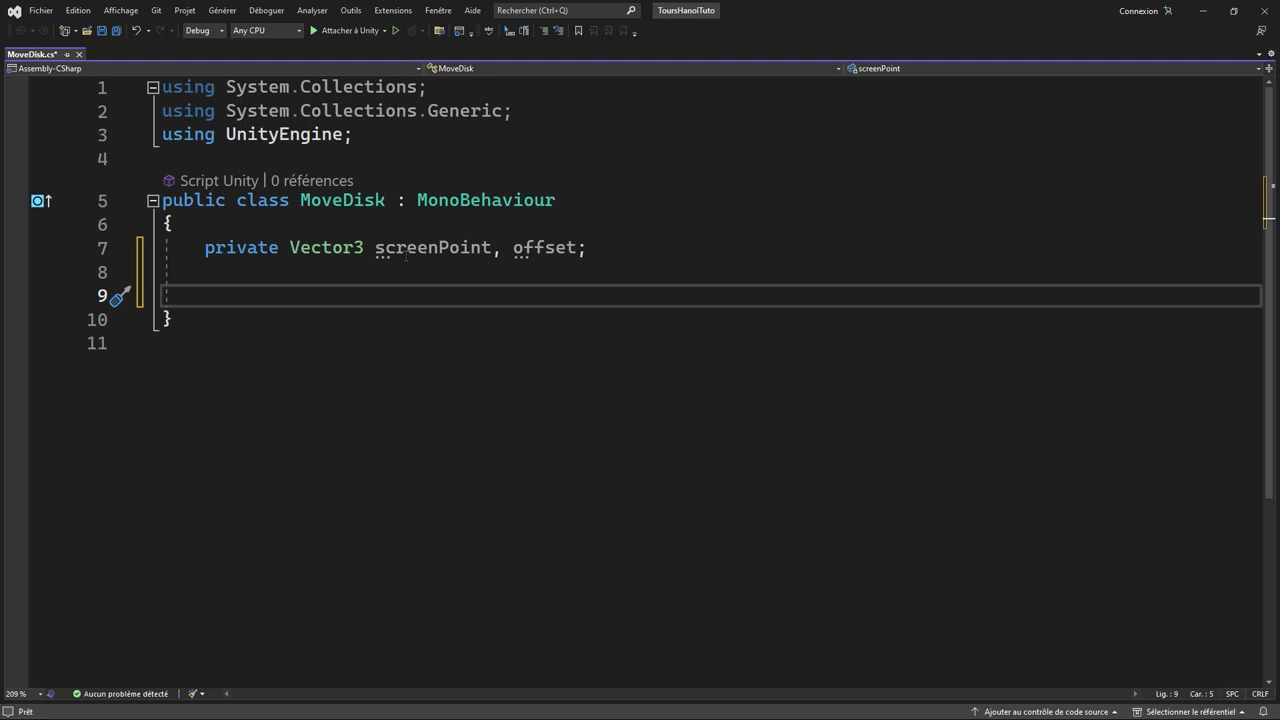 Fichier Edition Affichage Git Projet Générer Déboguer Analyser Outils Extensions Fenêtre Aide Rechercher (Ctrl+Q) ToursHanoiTuto Connexion
Debug Any CPU Attacher à Unity
MoveDisk.cs*
Assembly-CSharp MoveDisk screenPoint
1 using System.Collections;
2 using System.Collections.Generic;
3 using UnityEngine;
4
Script Unity | 0 références
5 public class MoveDisk : MonoBehaviour
6 {
7 private Vector3 screenPoint, offset;
8
9
10 }
11
209 % Aucun problème détecté Lig. : 9 Car. : 5 SPC CRLF
Prêt Ajouter au contrôle de code source Sélectionner le référentiel